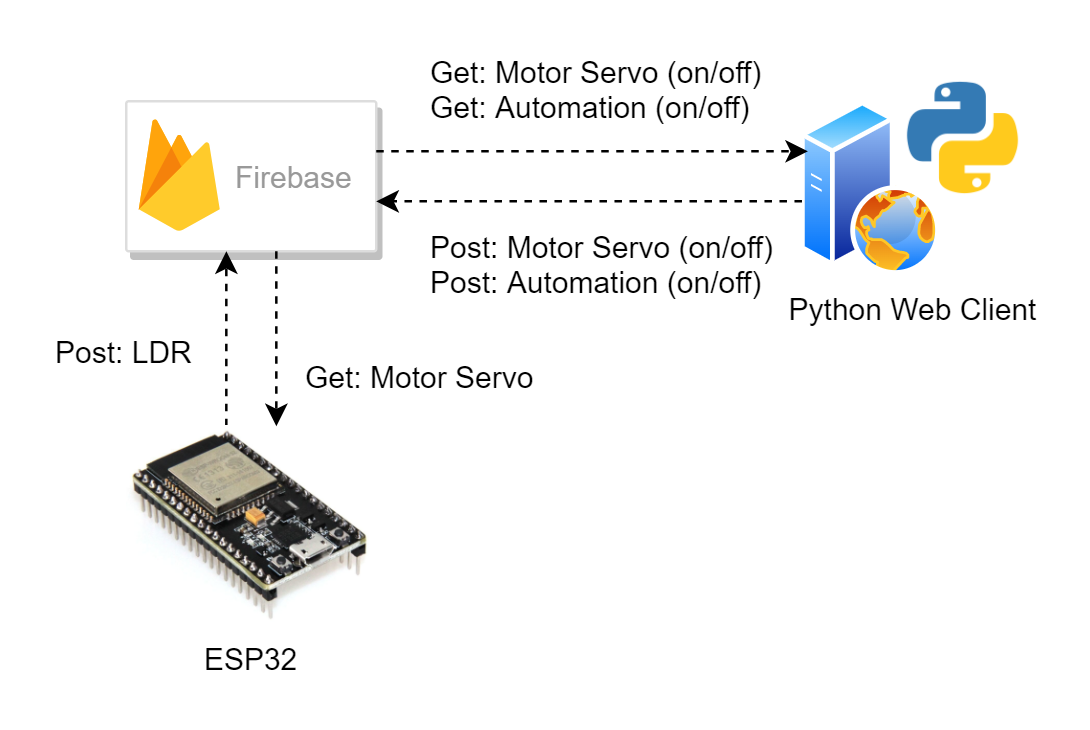 Get: Motor Servo (on/off)
Get: Automation (on/off)
Firebase
Post: Motor Servo (on/off)
Post: Automation (on/off)
Python Web Client
Post: LDR
Get: Motor Servo
ESP32